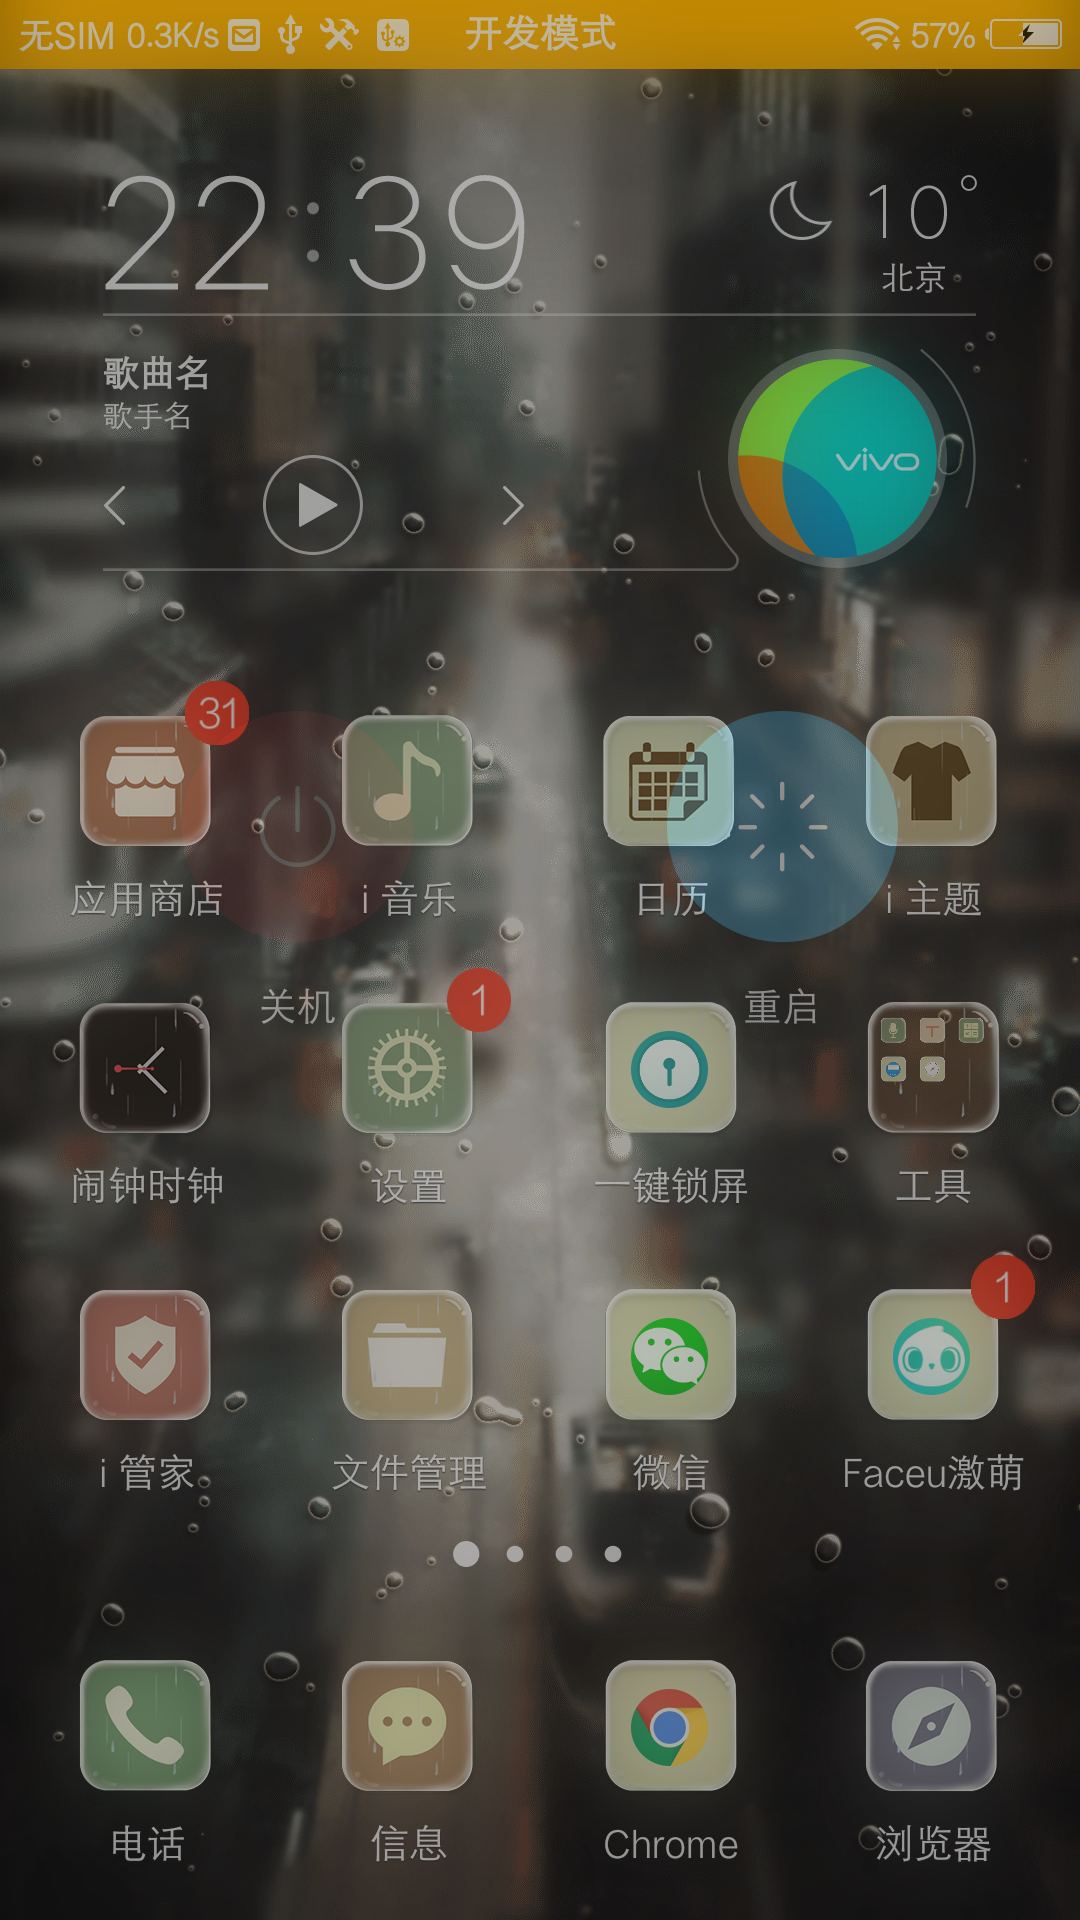 无SIM 0.3K/s 开发模式 57%
22:39
10°
北京
歌曲名
歌手名
vivo
31
应用商店
i 音乐
日历
i 主题
关机
重启
1
闹钟时钟
设置
一键锁屏
工具
1
i 管家
文件管理
微信
Faceu激萌
电话
信息
Chrome
浏览器